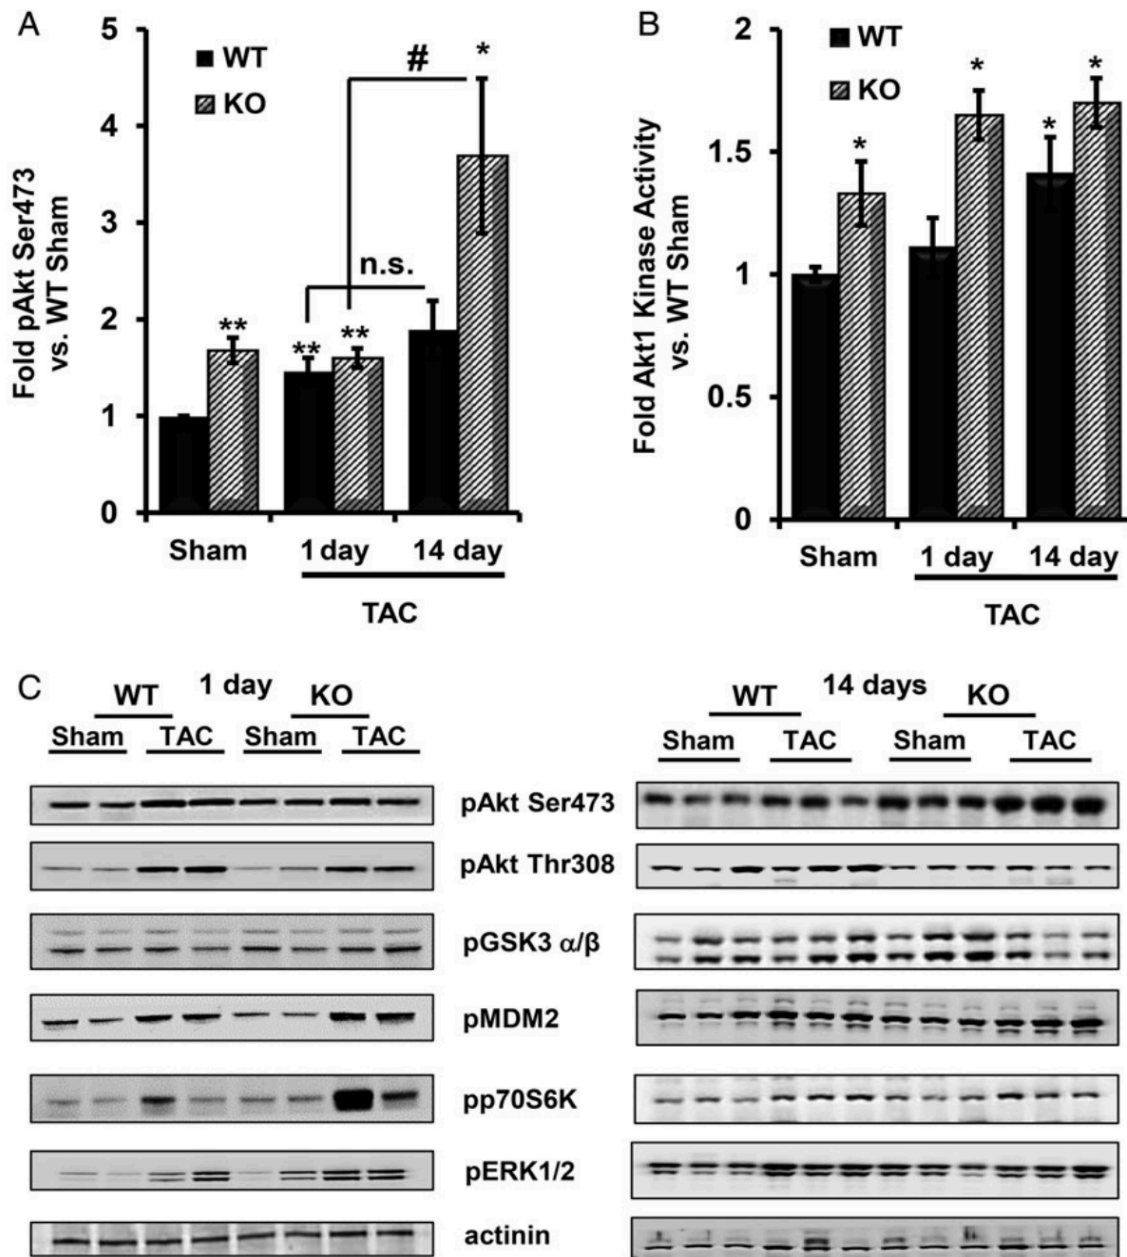 A
5
4
3
2
1
0
Fold pAkt Ser473
vs. WT Sham
WT
KO
#
*
n.s.
**
**
**
Sham
1 day
14 day
TAC
B
2
1.5
1
0.5
0
Fold Akt1 Kinase Activity
vs. WT Sham
WT
KO
*
*
*
*
Sham
1 day
14 day
TAC
C
1 day
WT
KO
Sham
TAC
Sham
TAC
14 days
WT
KO
Sham
TAC
Sham
TAC
pAkt Ser473
pAkt Thr308
pGSK3 α/β
pMDM2
pp70S6K
pERK1/2
actinin